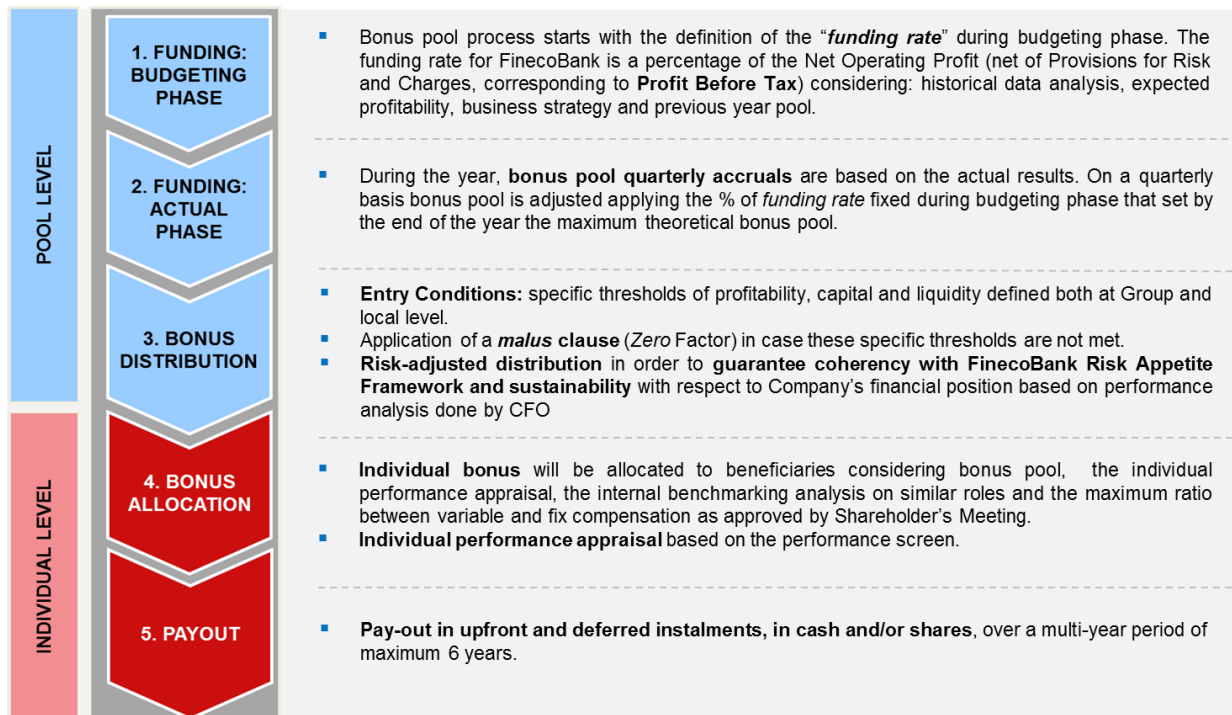 POOL LEVEL
INDIVIDUAL LEVEL
1. FUNDING:
BUDGETING
PHASE
▪ Bonus pool process starts with the definition of the “funding rate” during budgeting phase. The
funding rate for FinecoBank is a percentage of the Net Operating Profit (net of Provisions for Risk
and Charges, corresponding to Profit Before Tax) considering: historical data analysis, expected
profitability, business strategy and previous year pool.
2. FUNDING:
ACTUAL
PHASE
▪ During the year, bonus pool quarterly accruals are based on the actual results. On a quarterly
basis bonus pool is adjusted applying the % of funding rate fixed during budgeting phase that set by
the end of the year the maximum theoretical bonus pool.
3. BONUS
DISTRIBUTION
▪ Entry Conditions: specific thresholds of profitability, capital and liquidity defined both at Group and
local level.
▪ Application of a malus clause (Zero Factor) in case these specific thresholds are not met.
▪ Risk-adjusted distribution in order to guarantee coherency with FinecoBank Risk Appetite
Framework and sustainability with respect to Company’s financial position based on performance
analysis done by CFO
4. BONUS
ALLOCATION
▪ Individual bonus will be allocated to beneficiaries considering bonus pool, the individual
performance appraisal, the internal benchmarking analysis on similar roles and the maximum ratio
between variable and fix compensation as approved by Shareholder’s Meeting.
▪ Individual performance appraisal based on the performance screen.
5. PAYOUT
▪ Pay-out in upfront and deferred instalments, in cash and/or shares, over a multi-year period of
maximum 6 years.